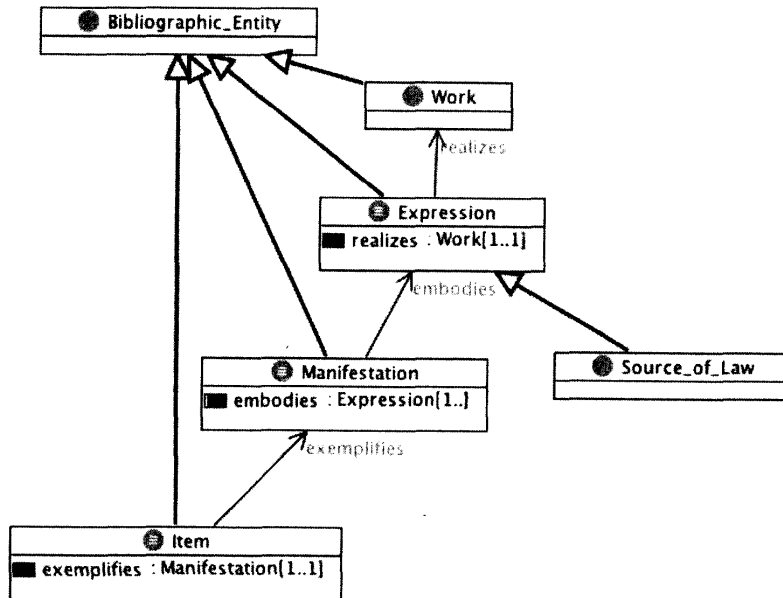 Bibliographic_Entity
Work
realizes
Expression
realizes : Work[1..1]
embodies
Manifestation
embodies : Expression[1..]
Source_of_Law
exemplifies
Item
exemplifies : Manifestation[1..1]